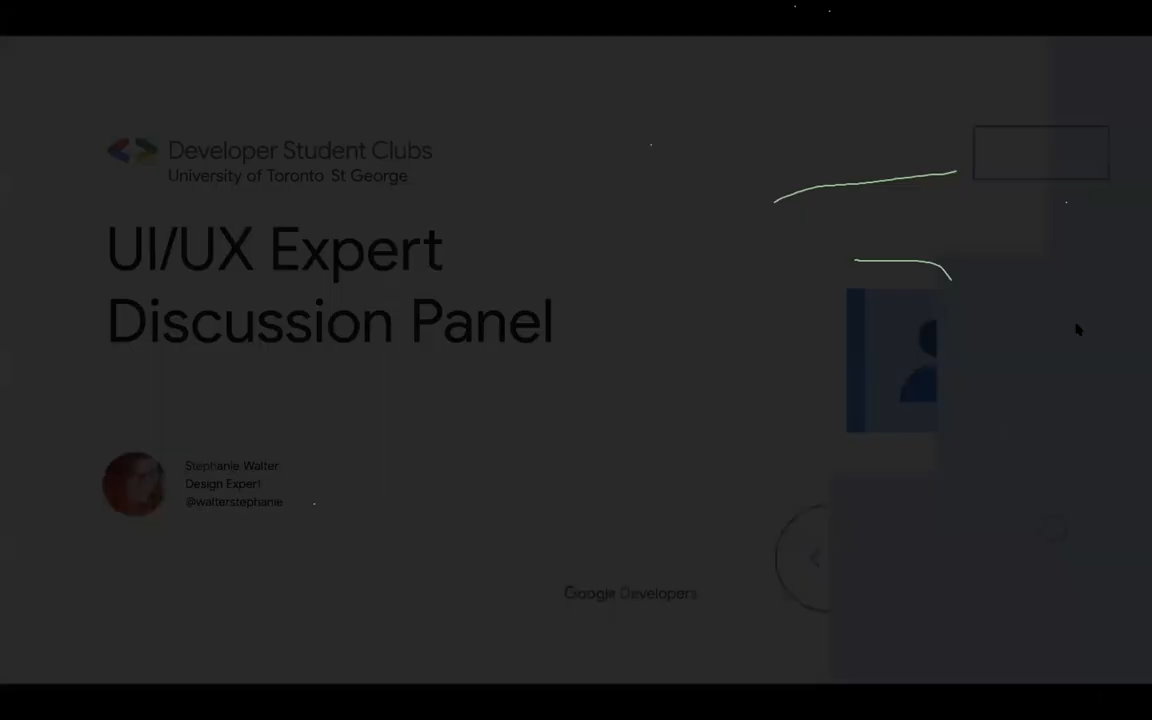 Developer Student Clubs
University of Toronto St George
UI/UX Expert
Discussion Panel
Stephanie Walter
Design Expert
@walterstephanie
Google Developers